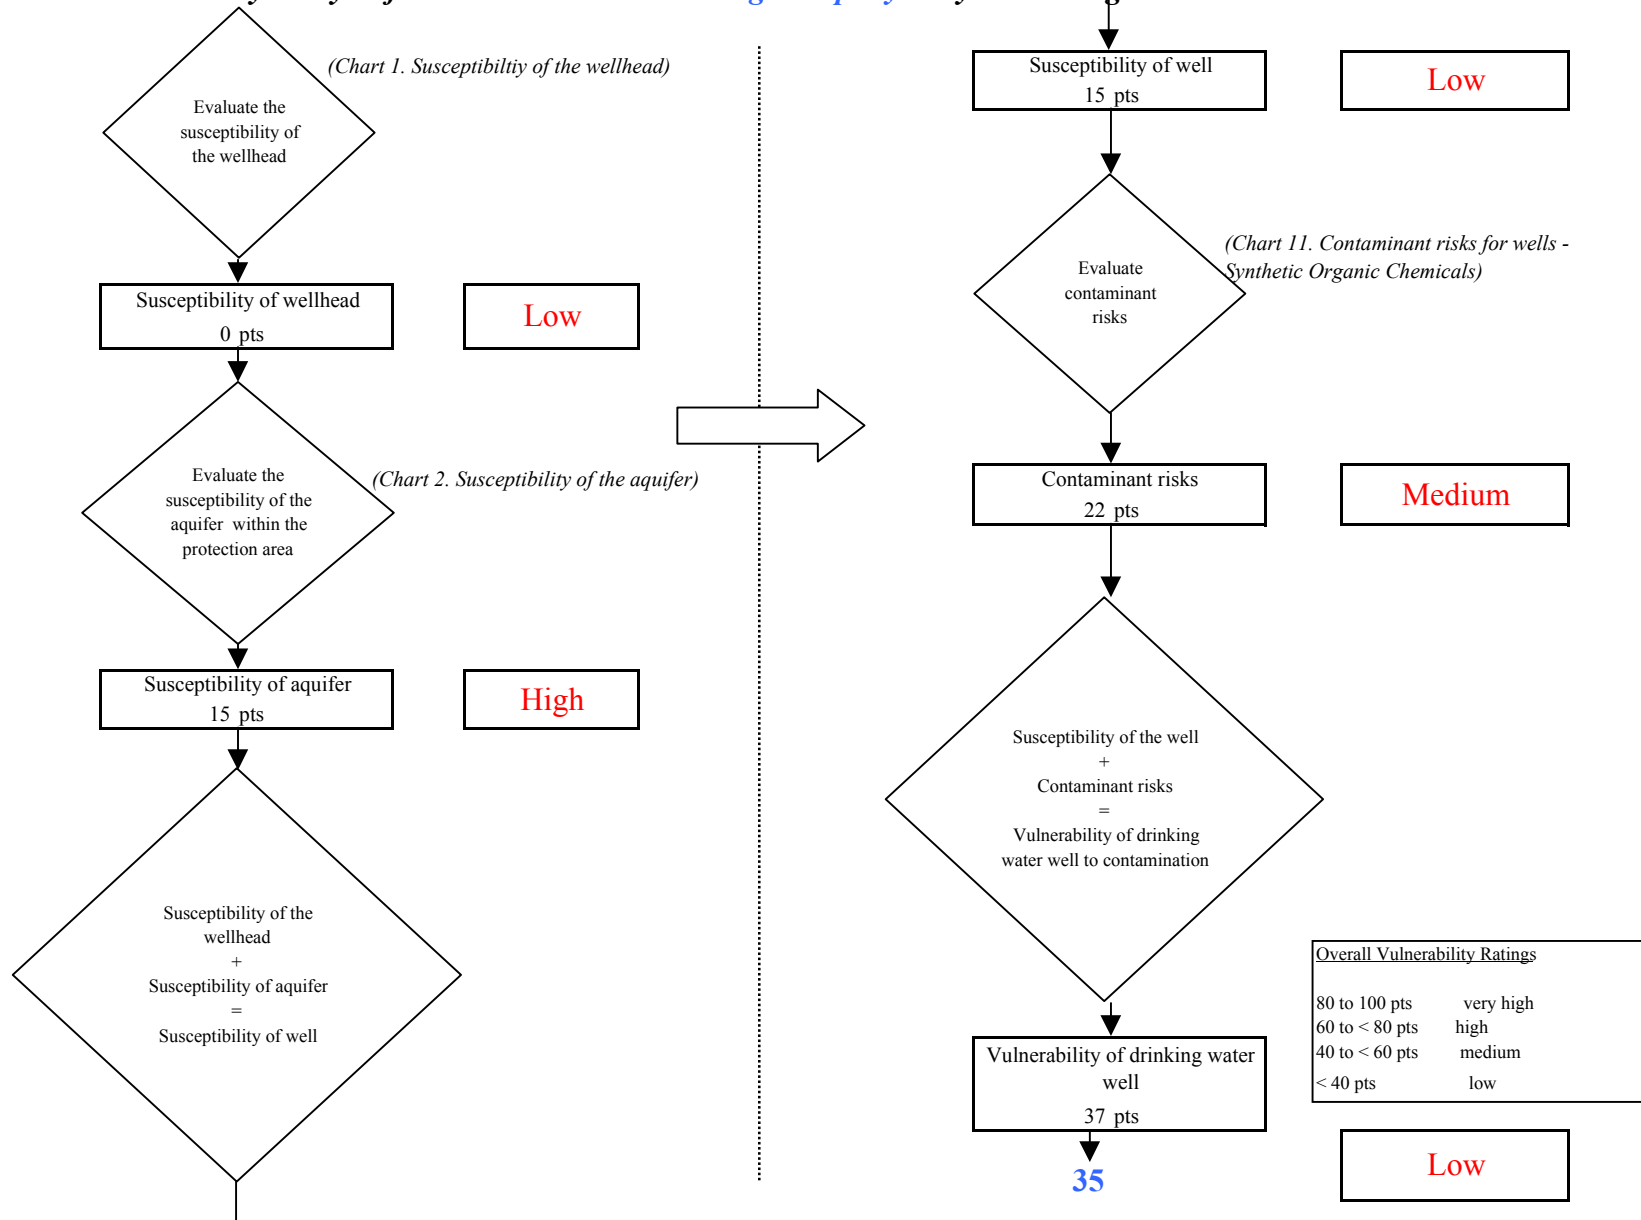 (Chart 1. Susceptibiltiy of the wellhead)
Evaluate the
susceptibility of
the wellhead
Susceptibility of wellhead
0 pts
Low
Evaluate the
susceptibility of the
aquifer within the
protection area
(Chart 2. Susceptibility of the aquifer)
Susceptibility of aquifer
15 pts
High
Susceptibility of the
wellhead
+
Susceptibility of aquifer
=
Susceptibility of well
Susceptibility of well
15 pts
Low
(Chart 11. Contaminant risks for wells -
Synthetic Organic Chemicals)
Evaluate
contaminant
risks
Contaminant risks
22 pts
Medium
Susceptibility of the well
+
Contaminant risks
=
Vulnerability of drinking
water well to contamination
Overall Vulnerability Ratings
80 to 100 pts very high
60 to < 80 pts high
40 to < 60 pts medium
< 40 pts low
Vulnerability of drinking water
well
37 pts
35
Low